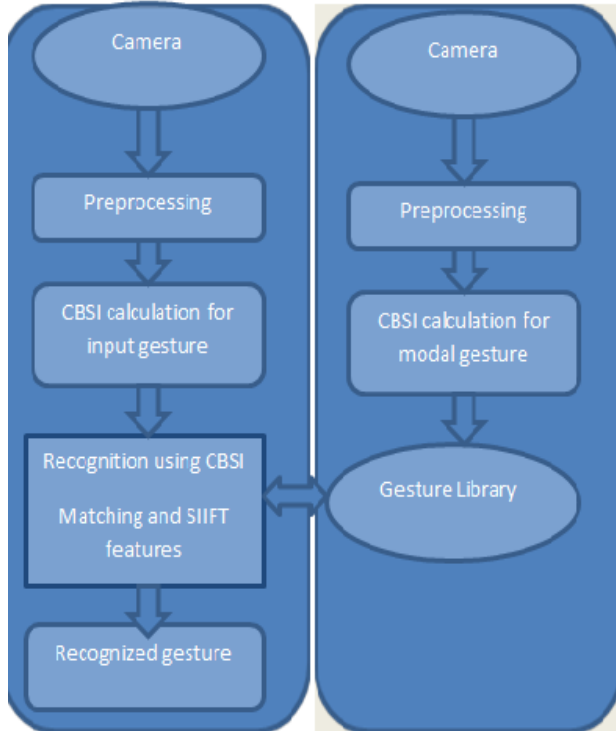 Camera
Preprocessing
CBSI calculation for
input gesture
Recognition using CBSI
Matching and SIIFT
features
Recognized gesture
Camera
Preprocessing
CBSI calculation for
modal gesture
Gesture Library